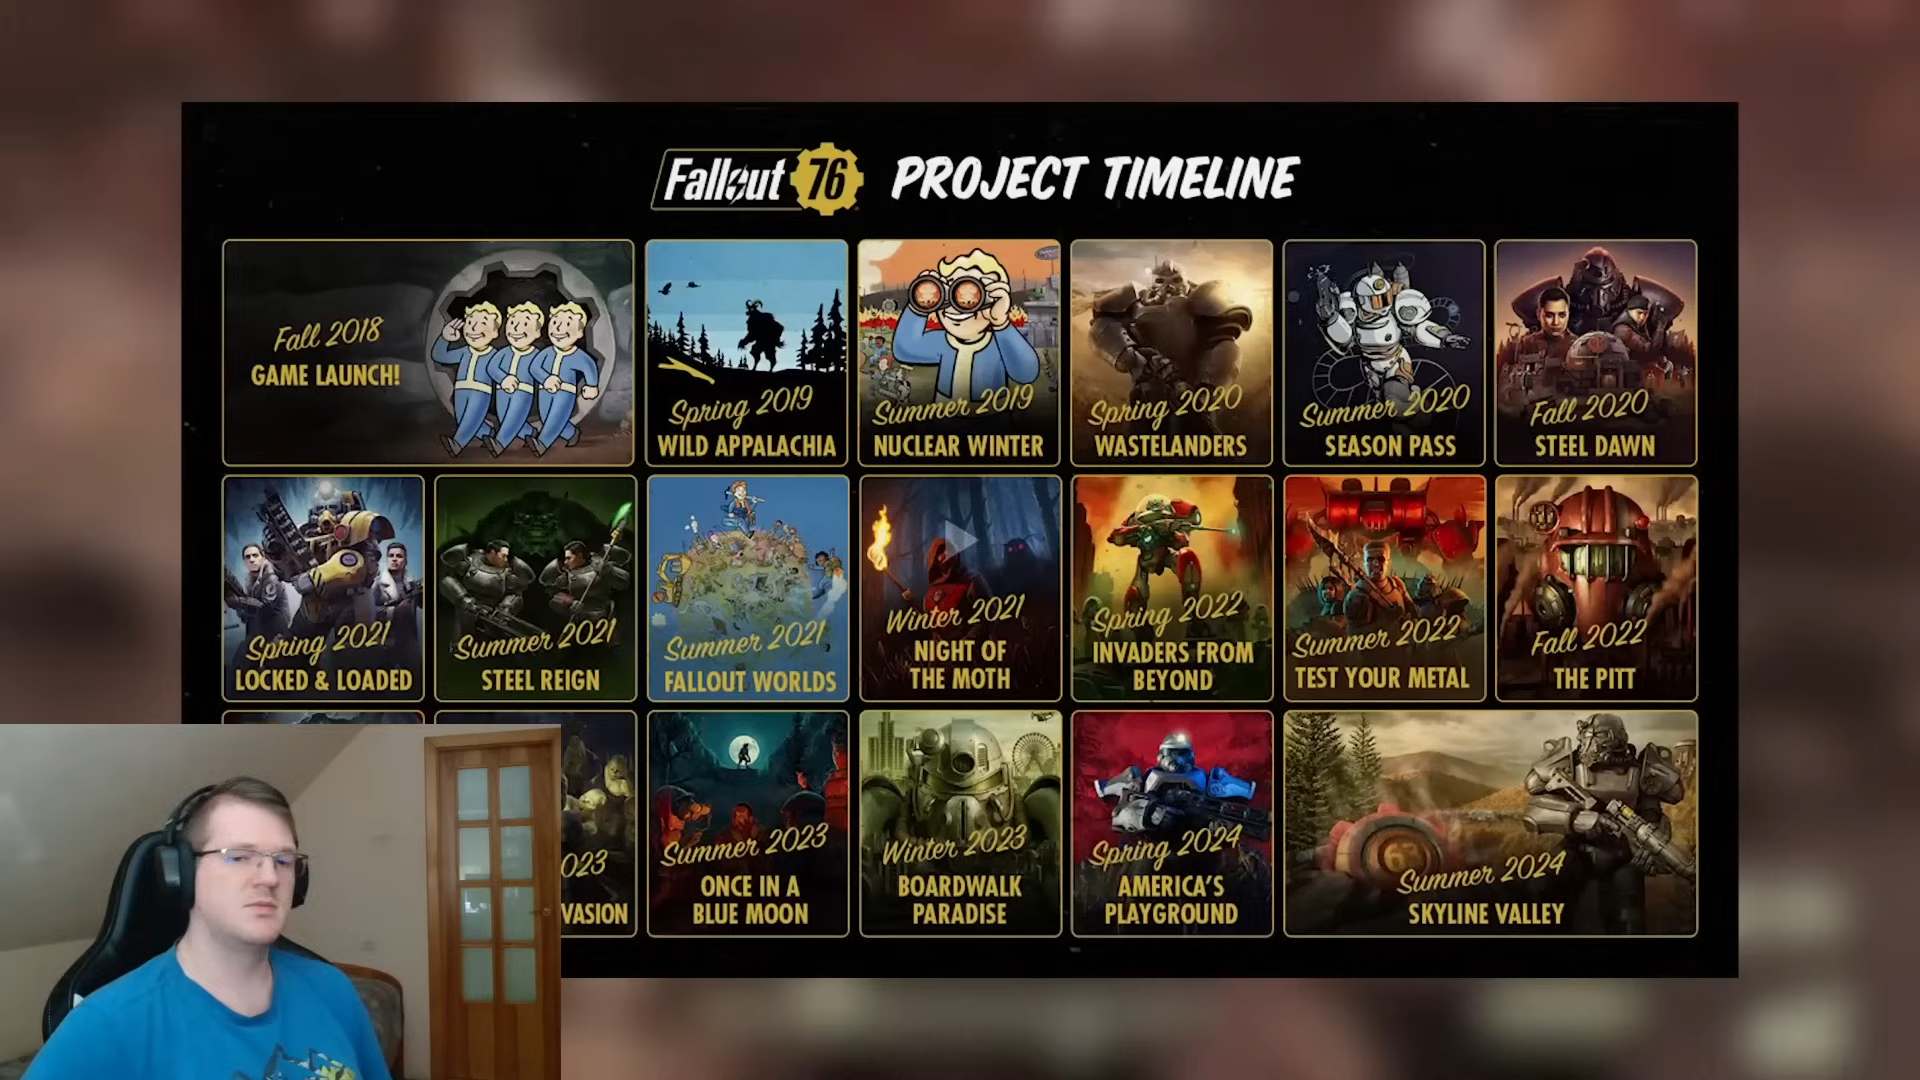 Fallout 76 PROJECT TIMELINE
Fall 2018
GAME LAUNCH!
Spring 2019
WILD APPALACHIA
Summer 2019
NUCLEAR WINTER
Spring 2020
WASTELANDERS
Summer 2020
SEASON PASS
Fall 2020
STEEL DAWN
Spring 2021
LOCKED & LOADED
Summer 2021
STEEL REIGN
Summer 2021
FALLOUT WORLDS
Winter 2021
NIGHT OF
THE MOTH
Spring 2022
INVADERS FROM
BEYOND
Summer 2022
TEST YOUR METAL
Fall 2022
THE PITT
023
VASION
Summer 2023
ONCE IN A
BLUE MOON
Winter 2023
BOARDWALK
PARADISE
Spring 2024
AMERICA'S
PLAYGROUND
63
Summer 2024
SKYLINE VALLEY